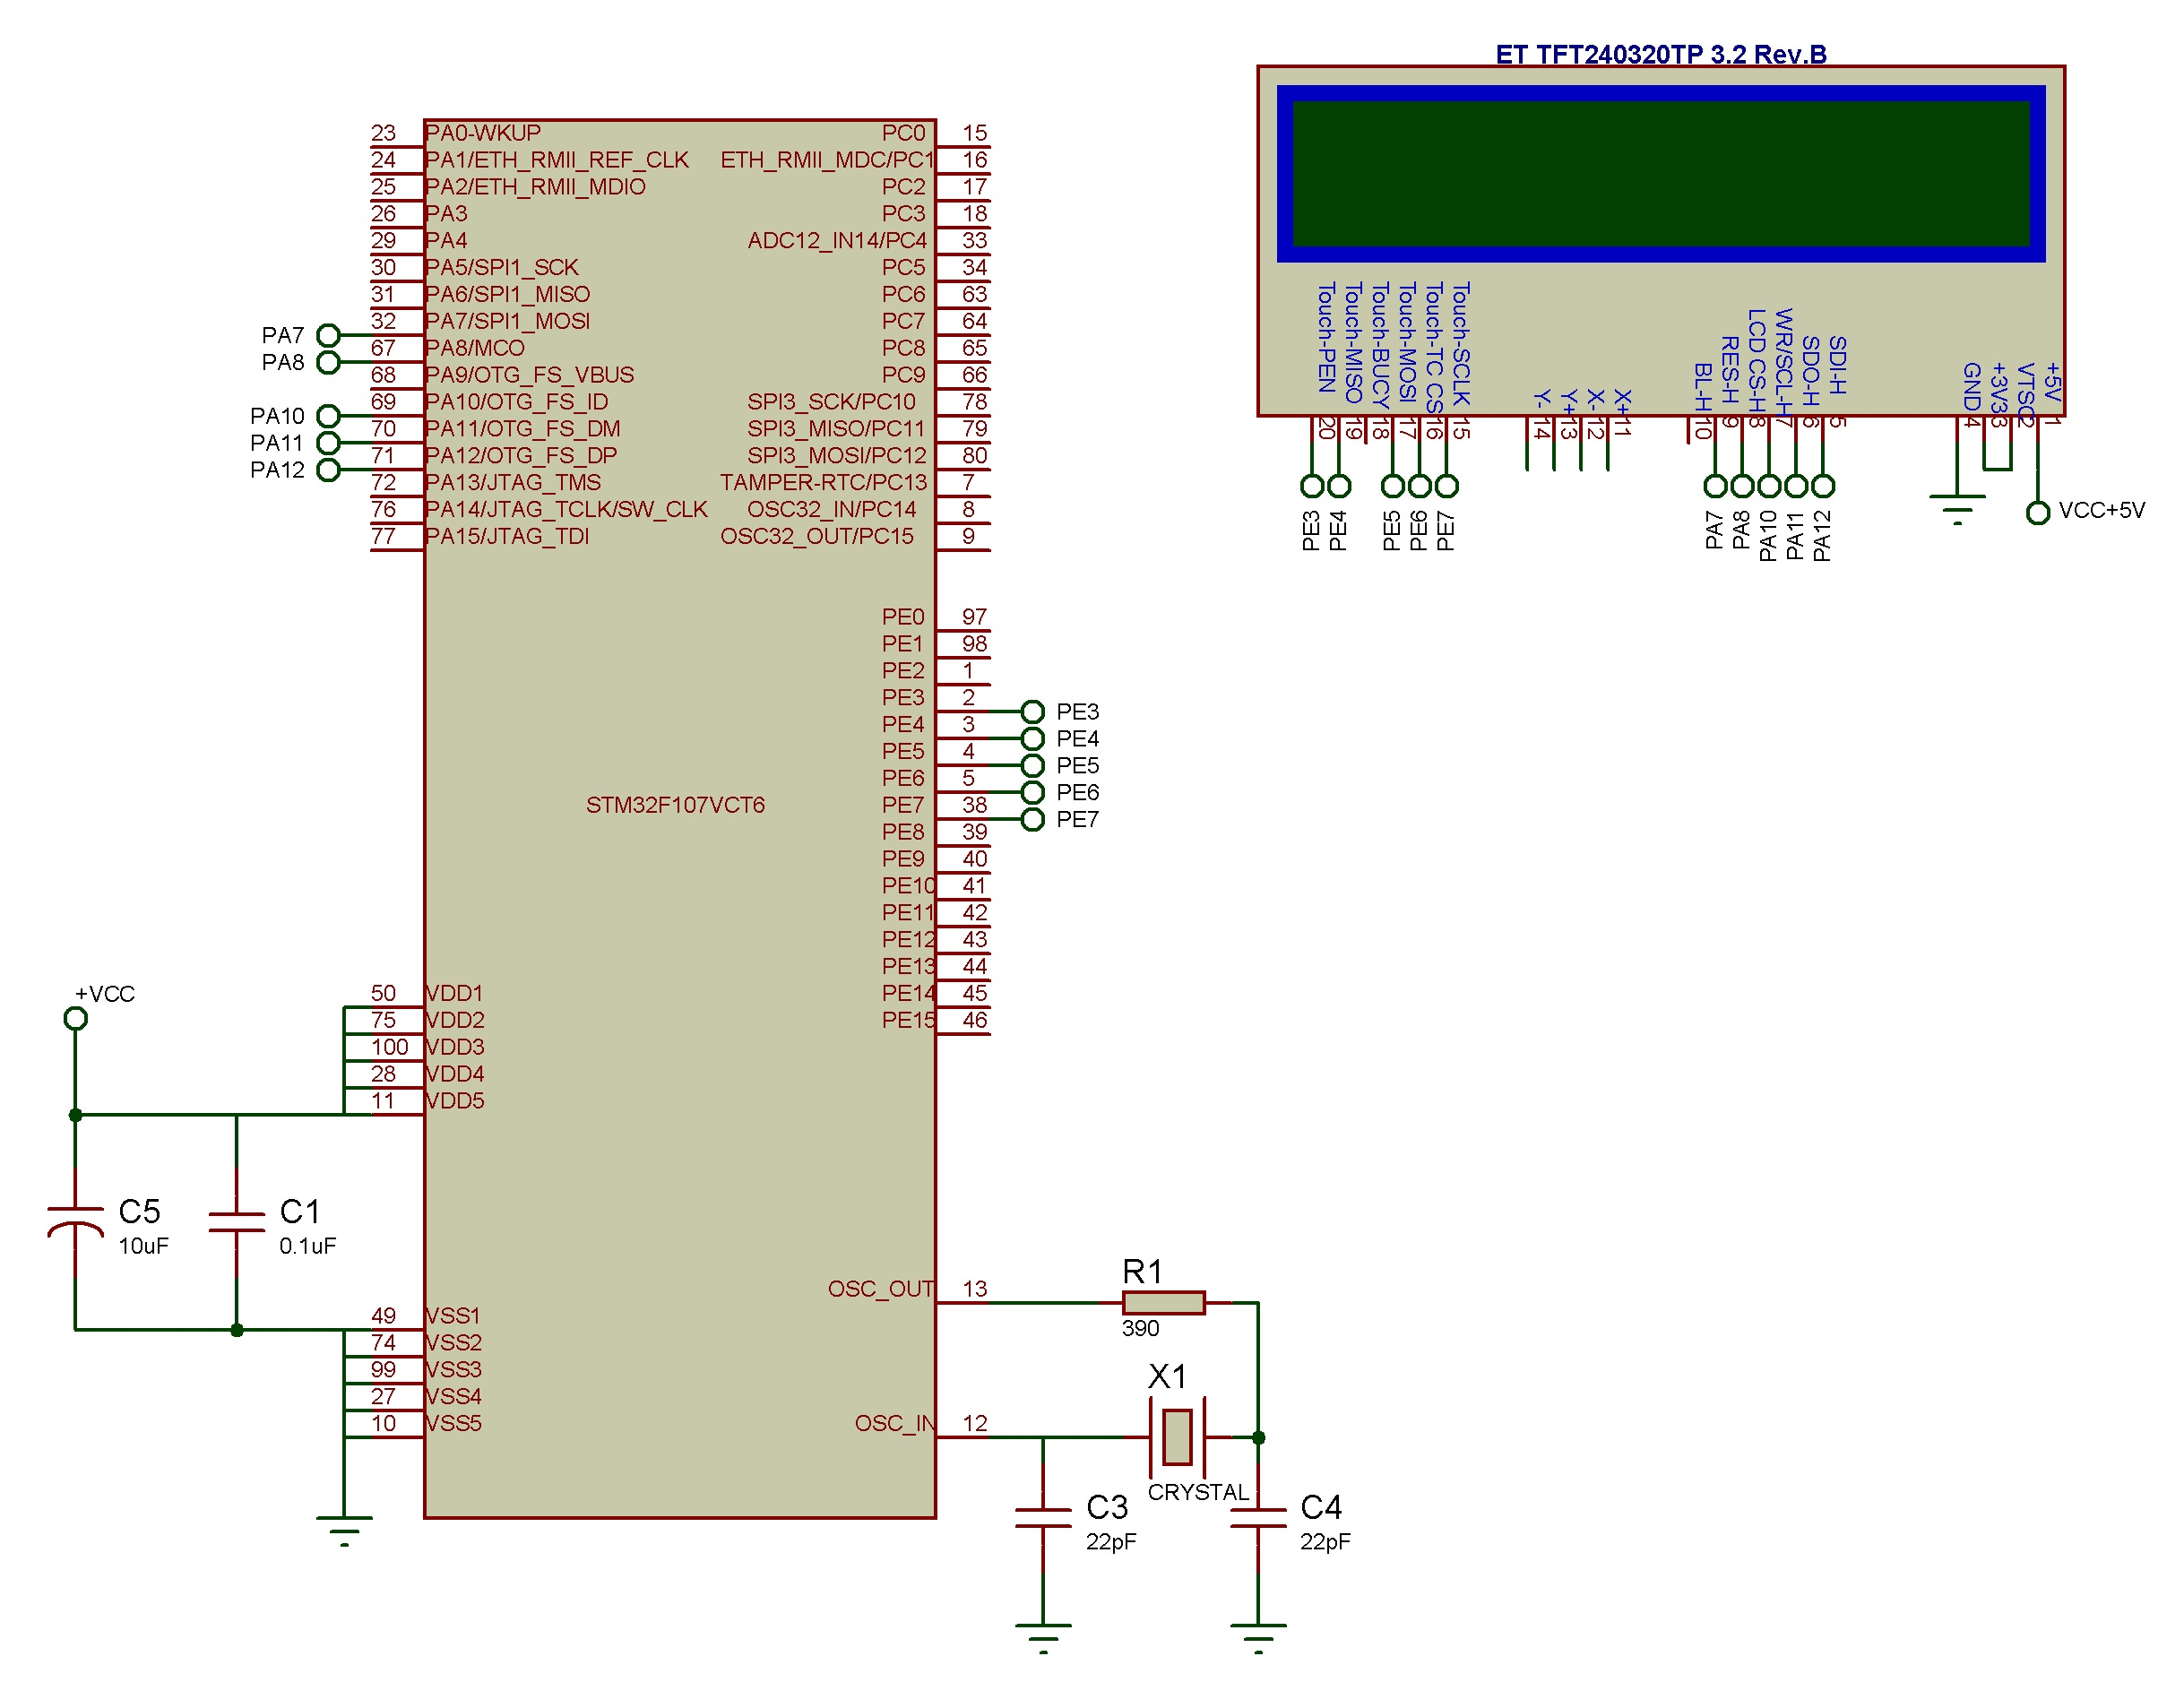 ET TFT240320TP 3.2 Rev.B
23 PA0-WKUP PC0 15
24 PA1/ETH_RMII_REF_CLK ETH_RMII_MDC/PC1 16
25 PA2/ETH_RMII_MDIO PC2 17
26 PA3 PC3 18
29 PA4 ADC12_IN14/PC4 33
30 PA5/SPI1_SCK PC5 34
31 PA6/SPI1_MISO PC6 63
PA7 32 PA7/SPI1_MOSI PC7 64
PA8 67 PA8/MCO PC8 65
68 PA9/OTG_FS_VBUS PC9 66
PA10 69 PA10/OTG_FS_ID SPI3_SCK/PC10 78
PA11 70 PA11/OTG_FS_DM SPI3_MISO/PC11 79
PA12 71 PA12/OTG_FS_DP SPI3_MOSI/PC12 80
72 PA13/JTAG_TMS TAMPER-RTC/PC13 7
76 PA14/JTAG_TCLK/SW_CLK OSC32_IN/PC14 8
77 PA15/JTAG_TDI OSC32_OUT/PC15 9
Touch-PEN 20 PE3
Touch-MISO 19 PE4
Touch-BUCY 18
Touch-MOSI 17 PE5
Touch-TC CS 16 PE6
Touch-SCLK 15 PE7
Y- 14
Y+ 13
X- 12
X+ 11
BL-H 10
RES-H 9 PA7
LCD CS-H 8 PA8
WR/SCL-H 7 PA10
SDO-H 6 PA11
SDI-H 5 PA12
GND 4
+3V3 3
VTSC 2
+5V 1
VCC+5V
PE0 97
PE1 98
PE2 1
PE3 2 PE3
PE4 3 PE4
PE5 4 PE5
PE6 5 PE6
STM32F107VCT6 PE7 38 PE7
PE8 39
PE9 40
PE10 41
PE11 42
PE12 43
PE13 44
+VCC 50 VDD1 PE14 45
75 VDD2 PE15 46
100 VDD3
28 VDD4
11 VDD5
C5 C1
10uF 0.1uF
R1
OSC_OUT 13
49 VSS1 390
74 VSS2
99 VSS3 X1
27 VSS4
10 VSS5 OSC_IN 12
CRYSTAL
C3 C4
22pF 22pF